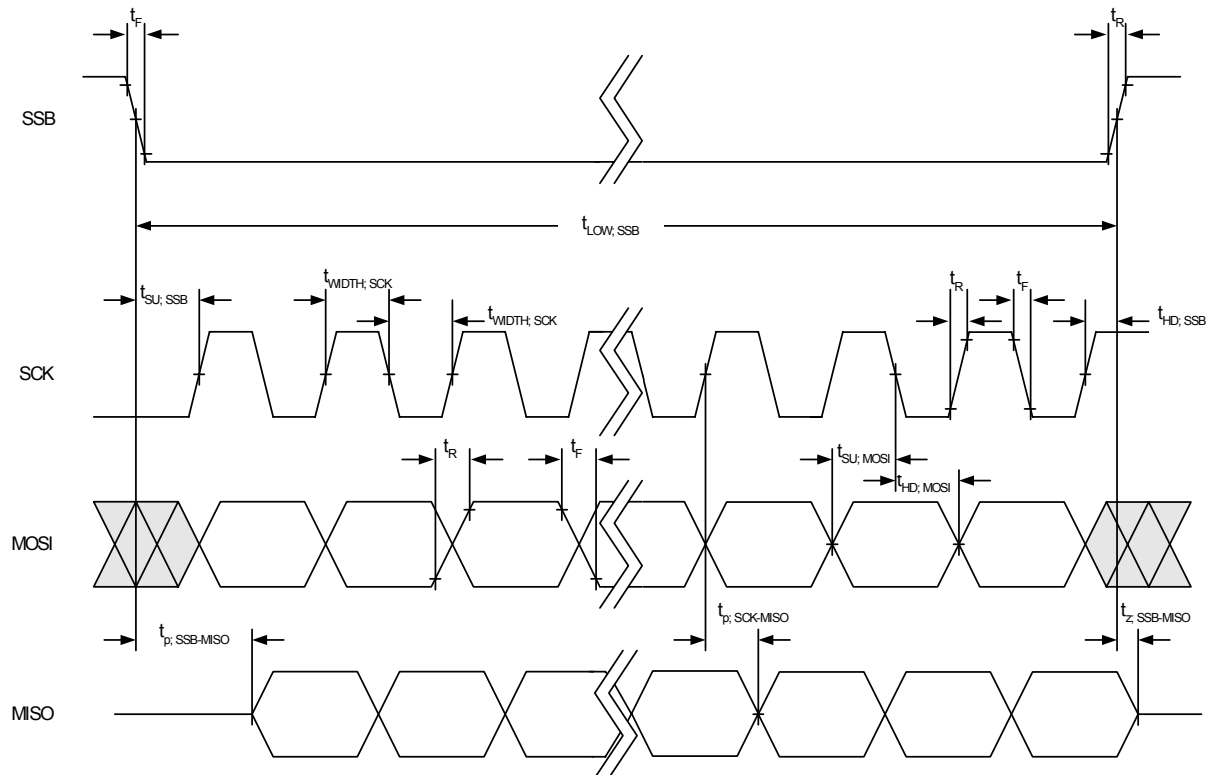 tF
tR
SSB
tLOW; SSB
tSU; SSB
tWIDTH; SCK
tWIDTH; SCK
tR
tF
tHD; SSB
SCK
tR
tF
tSU; MOSI
tHD; MOSI
MOSI
tp; SSB-MISO
tp; SCK-MISO
tz; SSB-MISO
MISO